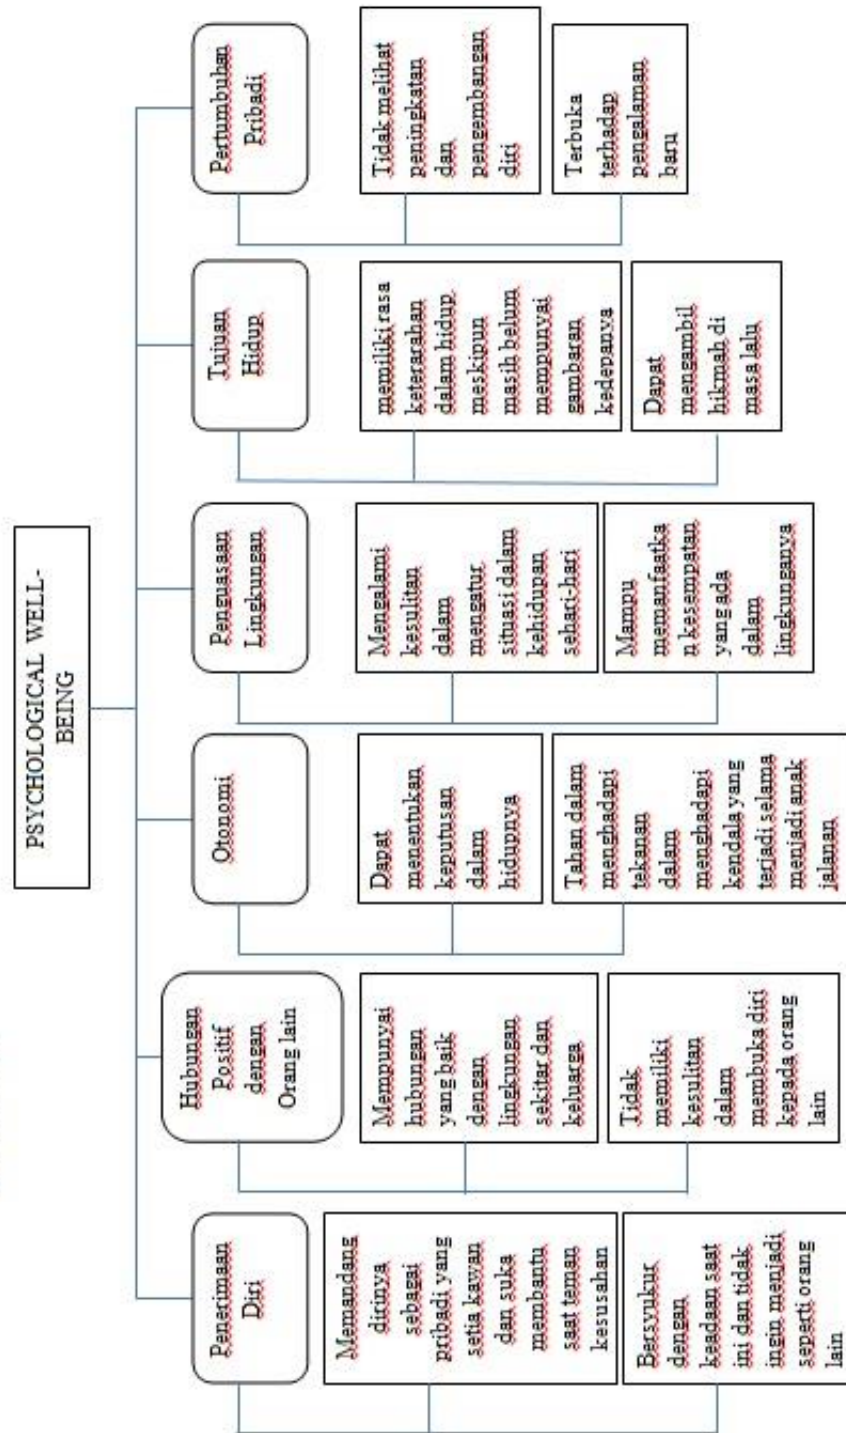 PSYCHOLOGICAL WELL-
BEING
Penerimaan
Diri
Memandang
dirinya
sebagai
pribadi yang
setia kawan
dan suka
membantu
saat teman
kesusahan
Bersyukur
dengan
keadaan saat
ini dan tidak
ingin menjadi
seperti orang
lain
Hubungan
Positif
dengan
Orang lain
Mempunyai
hubungan
yang baik
dengan
lingkungan
sekitar dan
keluarga
Tidak
memiliki
kesulitan
dalam
membuka diri
kepada orang
lain
Otonomi
Dapat
menentukan
keputusan
dalam
hidupnya
Tahan dalam
menghadapi
takanan
dalam
menghadapi
kendala yang
terjadi selama
menjadi anak
jalanan
Penguasaan
Lingkungan
Mengalami
kesulitan
dalam
mengatur
situasi dalam
kehidupan
sehari-hari
Mampu
memanfaatka
n kesempatan
yang ada
dalam
lingkunganya
Tujuan
Hidup
memiliki rasa
keterarahan
dalam hidup
meskipun
masih belum
mempunyai
gambaran
kedepanya
Dapat
mengambil
hikmah di
masa lalu
Pertumbuhan
Pribadi
Tidak melihat
peningkatan
dan
pengembangan
diri
Terbuka
terhadap
pengalaman
baru